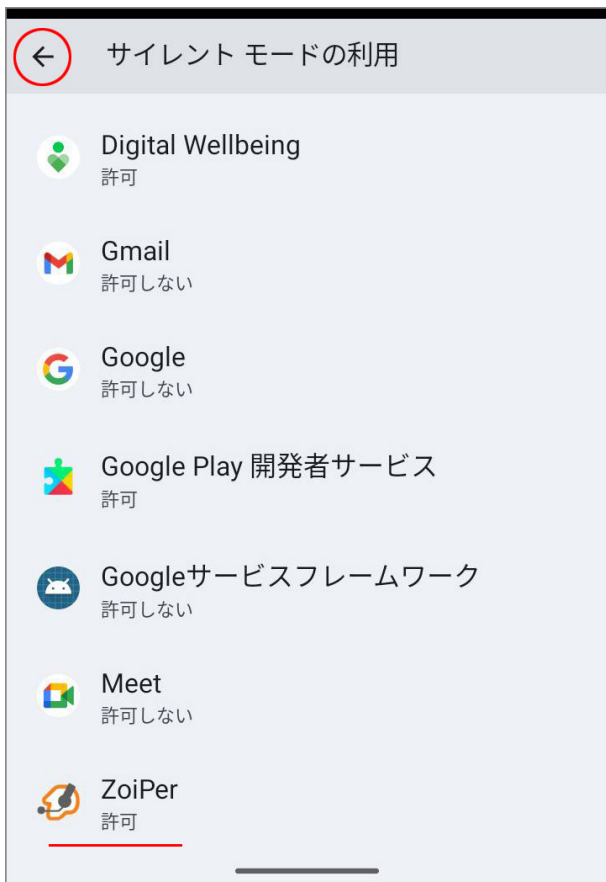 サイレント モードの利用
Digital Wellbeing
許可
Gmail
許可しない
Google
許可しない
Google Play 開発者サービス
許可
Googleサービスフレームワーク
許可しない
Meet
許可しない
ZoiPer
許可